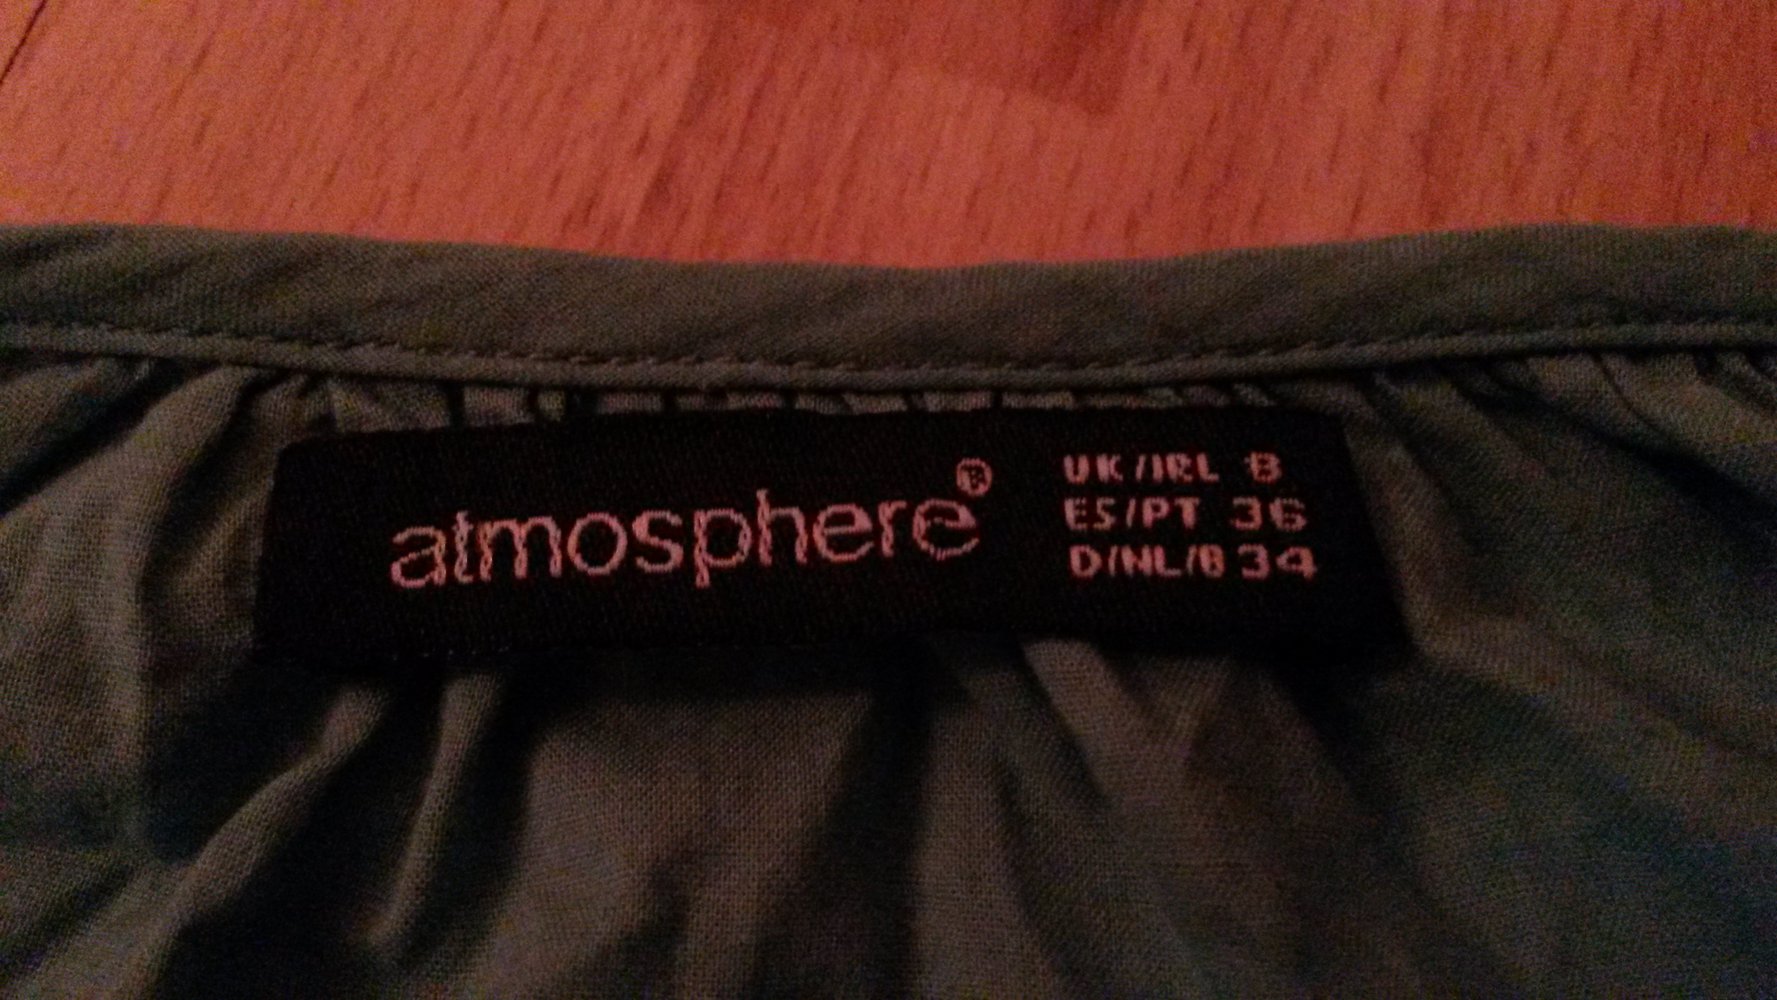 atmosphere®
UK/IRL 8
ES/PT 36
D/NL/B 34